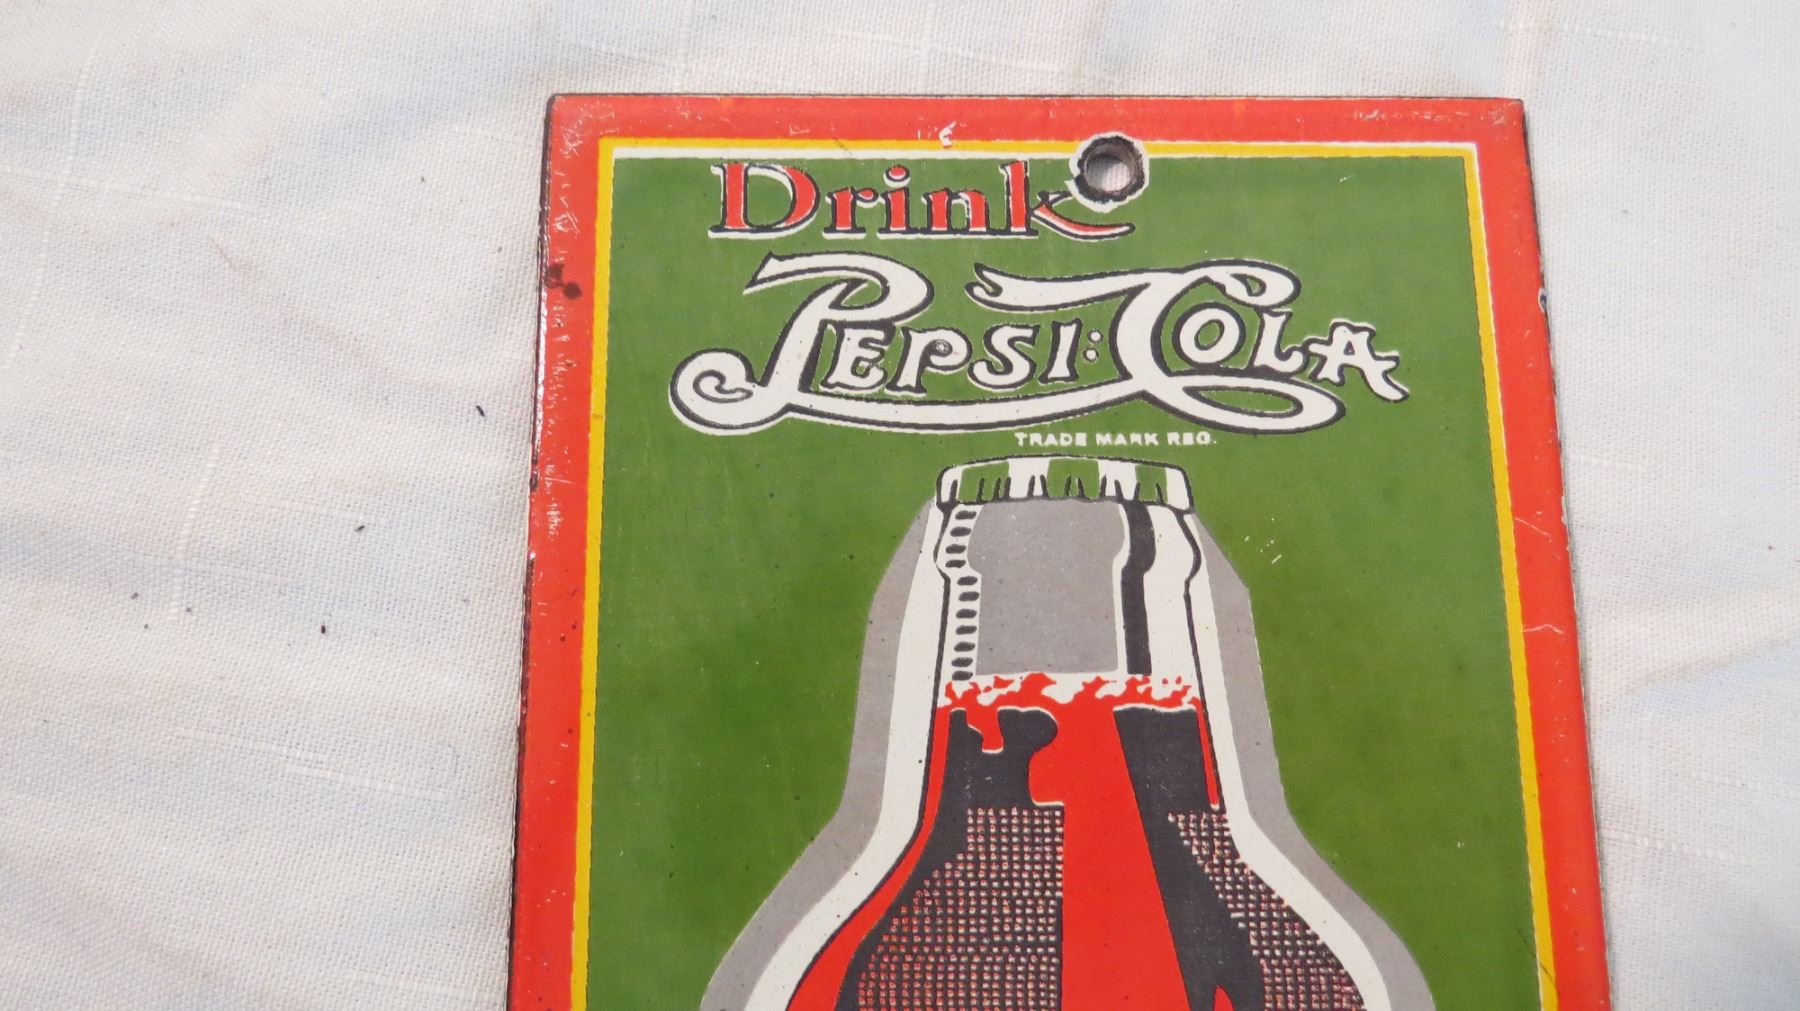 Drink
PEPSI:COLA
TRADE MARK REG.